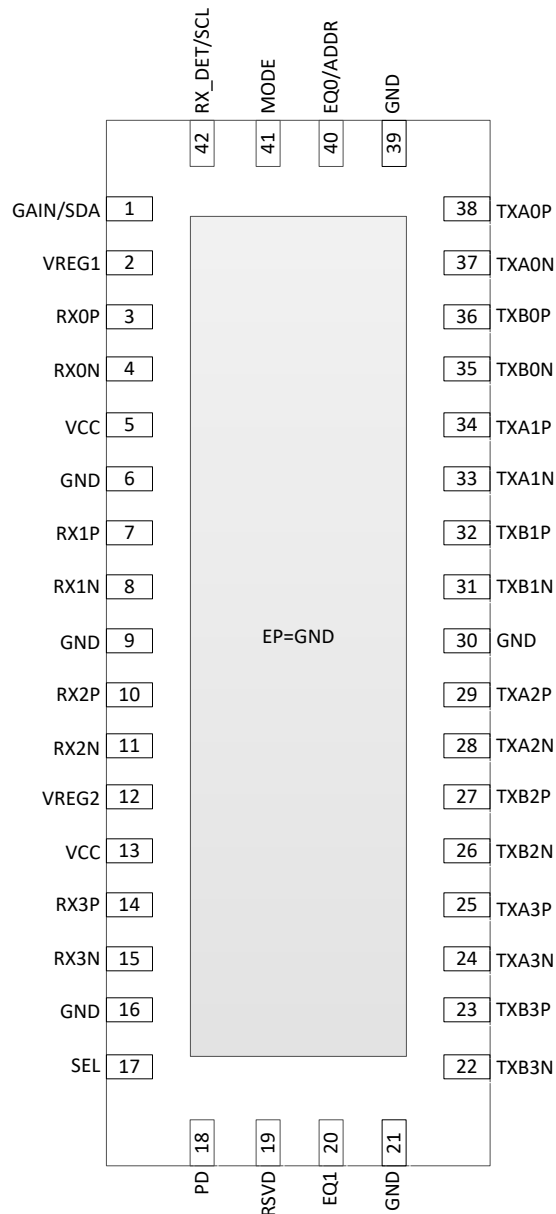 RX_DET/SCL
MODE
EQ0/ADDR
GND
42
41
40
39
GAIN/SDA 1
VREG1 2
RX0P 3
RX0N 4
VCC 5
GND 6
RX1P 7
RX1N 8
GND 9
RX2P 10
RX2N 11
VREG2 12
VCC 13
RX3P 14
RX3N 15
GND 16
SEL 17
EP=GND
38 TXA0P
37 TXA0N
36 TXB0P
35 TXB0N
34 TXA1P
33 TXA1N
32 TXB1P
31 TXB1N
30 GND
29 TXA2P
28 TXA2N
27 TXB2P
26 TXB2N
25 TXA3P
24 TXA3N
23 TXB3P
22 TXB3N
18
19
20
21
PD
RSVD
EQ1
GND